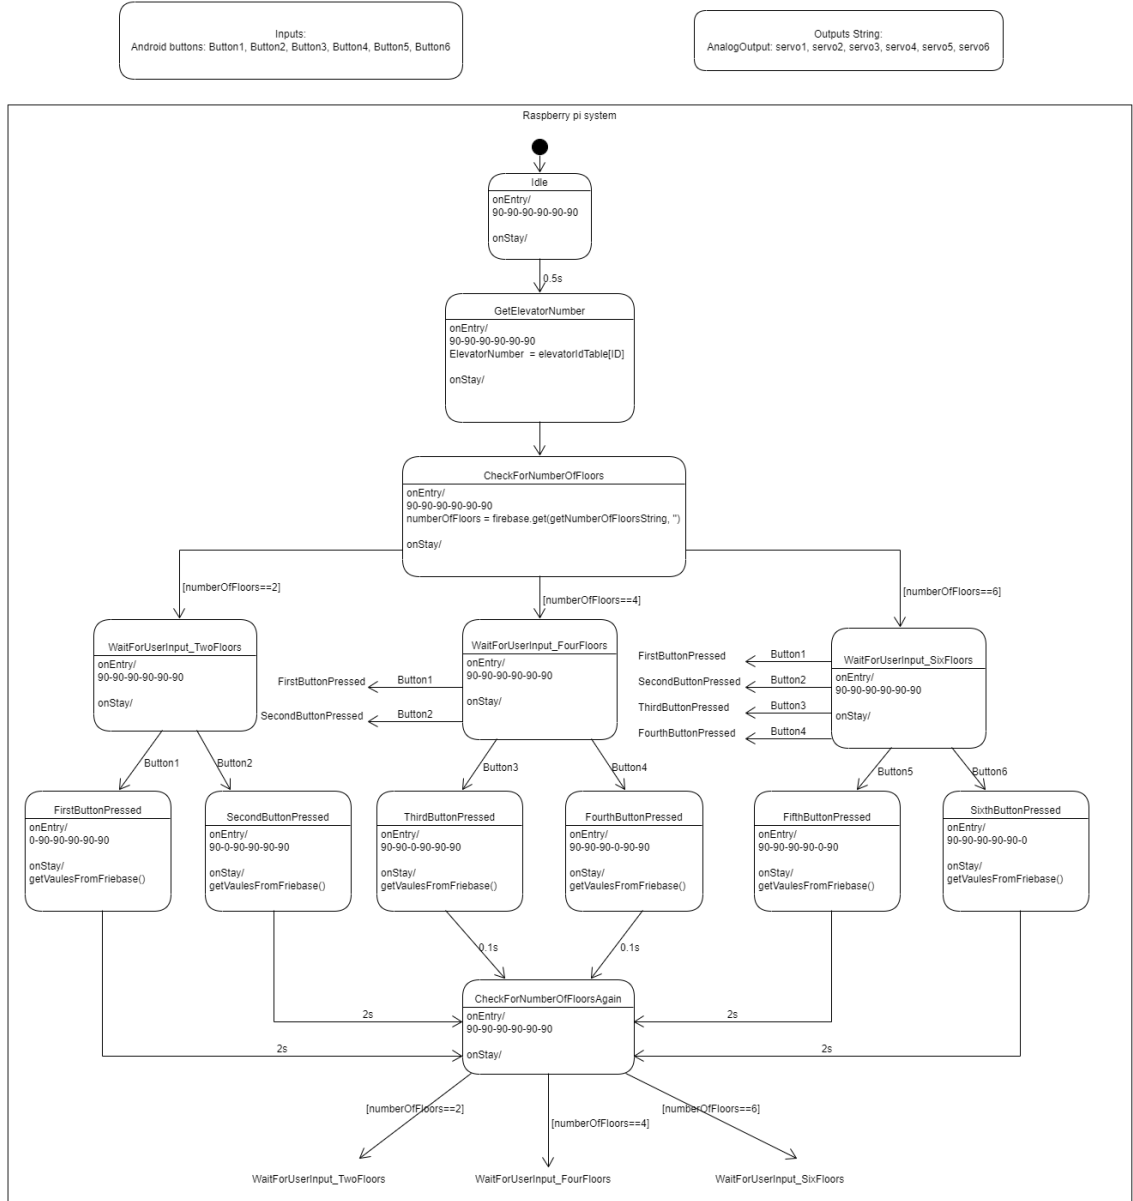 Inputs:
Android buttons: Button1, Button2, Button3, Button4, Button5, Button6
Outputs String:
AnalogOutput: servo1, servo2, servo3, servo4, servo5, servo6
Raspberry pi system
Idle
onEntry/
90-90-90-90-90-90
onStay/
0.5s
GetElevatorNumber
onEntry/
90-90-90-90-90-90
ElevatorNumber = elevatorIdTable[ID]
onStay/
CheckForNumberOfFloors
onEntry/
90-90-90-90-90-90
numberOfFloors = firebase.get(getNumberOfFloorsString, '')
onStay/
[numberOfFloors==2]
[numberOfFloors==4]
[numberOfFloors==6]
WaitForUserInput_TwoFloors
onEntry/
90-90-90-90-90-90
onStay/
Button1
Button2
FirstButtonPressed
Button1
SecondButtonPressed
Button2
WaitForUserInput_FourFloors
onEntry/
90-90-90-90-90-90
onStay/
Button3
Button4
FirstButtonPressed
Button1
SecondButtonPressed
Button2
ThirdButtonPressed
Button3
FourthButtonPressed
Button4
WaitForUserInput_SixFloors
onEntry/
90-90-90-90-90-90
onStay/
Button5
Button6
FirstButtonPressed
onEntry/
0-90-90-90-90-90
onStay/
getVaulesFromFriebase()
SecondButtonPressed
onEntry/
90-0-90-90-90-90
onStay/
getVaulesFromFriebase()
ThirdButtonPressed
onEntry/
90-90-0-90-90-90
onStay/
getVaulesFromFriebase()
FourthButtonPressed
onEntry/
90-90-90-0-90-90
onStay/
getVaulesFromFriebase()
FifthButtonPressed
onEntry/
90-90-90-90-0-90
onStay/
getVaulesFromFriebase()
SixthButtonPressed
onEntry/
90-90-90-90-90-0
onStay/
getVaulesFromFriebase()
0.1s
0.1s
CheckForNumberOfFloorsAgain
onEntry/
90-90-90-90-90-90
onStay/
2s
2s
2s
2s
[numberOfFloors==2]
[numberOfFloors==4]
[numberOfFloors==6]
WaitForUserInput_TwoFloors
WaitForUserInput_FourFloors
WaitForUserInput_SixFloors